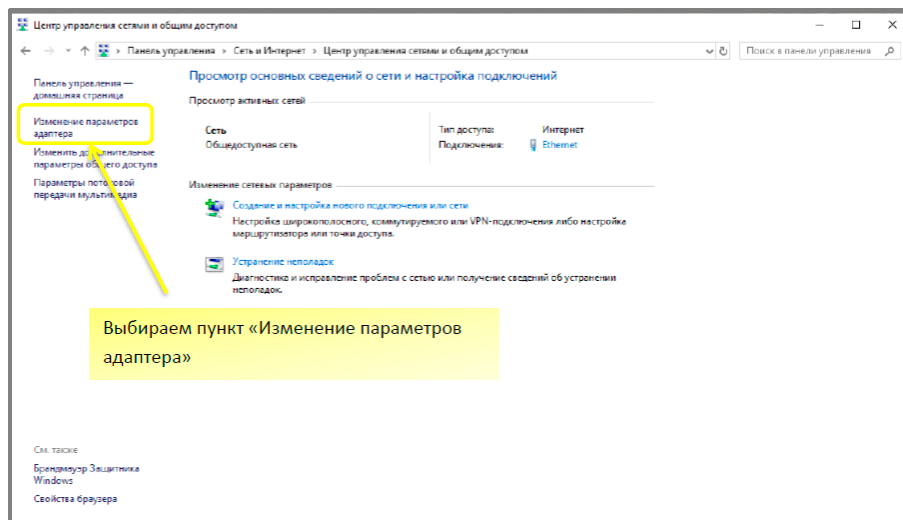 Центр управления сетями и общим доступом
Панель управления > Сеть и Интернет > Центр управления сетями и общим доступом
Поиск в панели управления
Панель управления —
домашняя страница
Изменение параметров
адаптера
Изменить дополнительные
параметры общего доступа
Параметры потоковой
передачи мультимедиа
Просмотр основных сведений о сети и настройка подключений
Просмотр активных сетей
Сеть
Общедоступная сеть
Тип доступа: Интернет
Подключения: Ethernet
Изменение сетевых параметров
Создание и настройка нового подключения или сети
Настройка широкополосного, коммутируемого или VPN-подключения либо настройка
маршрутизатора или точки доступа.
Устранение неполадок
Диагностика и исправление проблем с сетью или получение сведений об устранении
неполадок.
Выбираем пункт «Изменение параметров
адаптера»
См. также
Брандмауэр Защитника
Windows
Свойства браузера